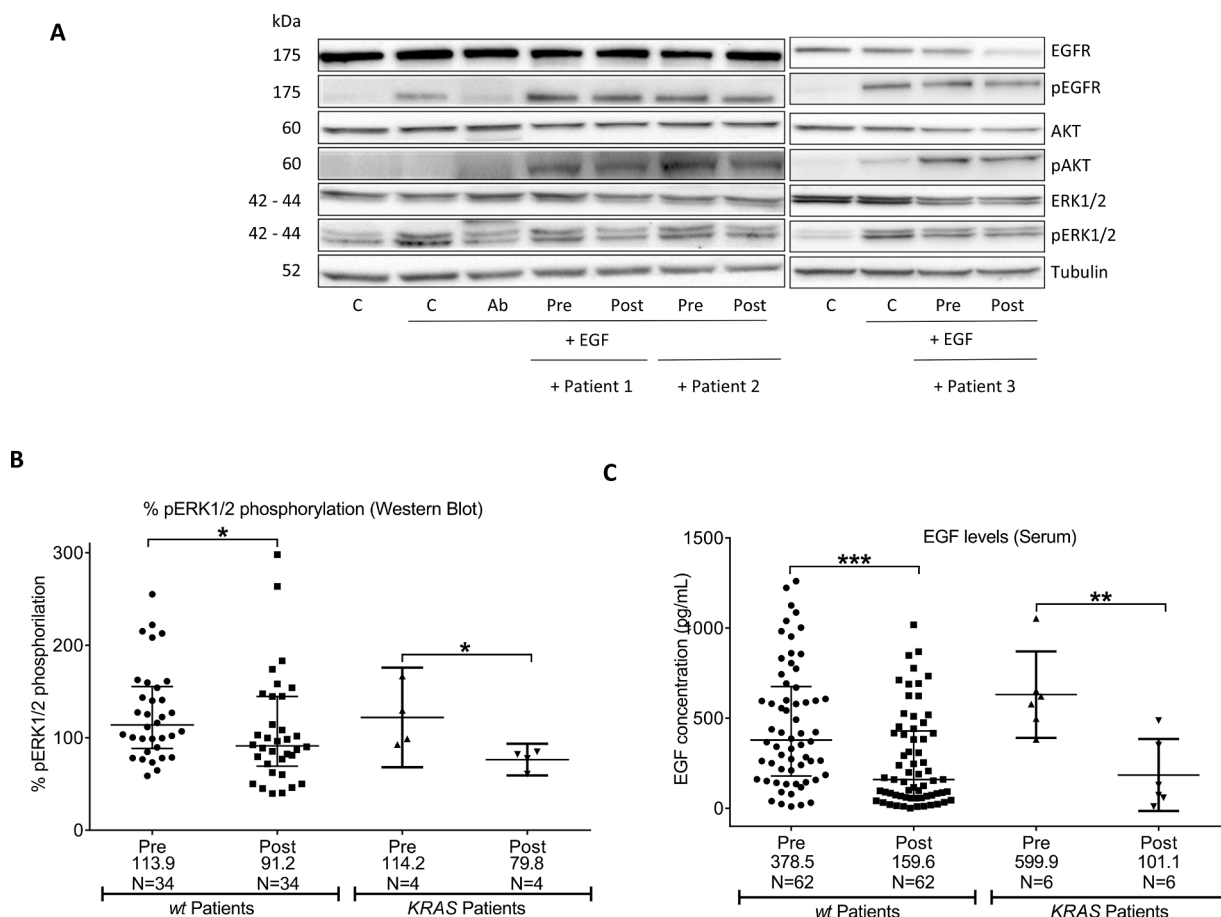 A
kDa
175 EGFR
175 pEGFR
60 AKT
60 pAKT
42 - 44 ERK1/2
42 - 44 pERK1/2
52 Tubulin
C C Ab Pre Post Pre Post C C Pre Post
+ EGF + EGF
+ Patient 1 + Patient 2 + Patient 3
B
% pERK1/2 phosphorylation (Western Blot)
% pERK1/2 phosphorilation
300
200
100
0
*
*
Pre Post Pre Post
113.9 91.2 114.2 79.8
N=34 N=34 N=4 N=4
wt Patients KRAS Patients
C
EGF levels (Serum)
EGF concentration (pg/mL)
1500
1000
500
0
***
**
Pre Post Pre Post
378.5 159.6 599.9 101.1
N=62 N=62 N=6 N=6
wt Patients KRAS Patients